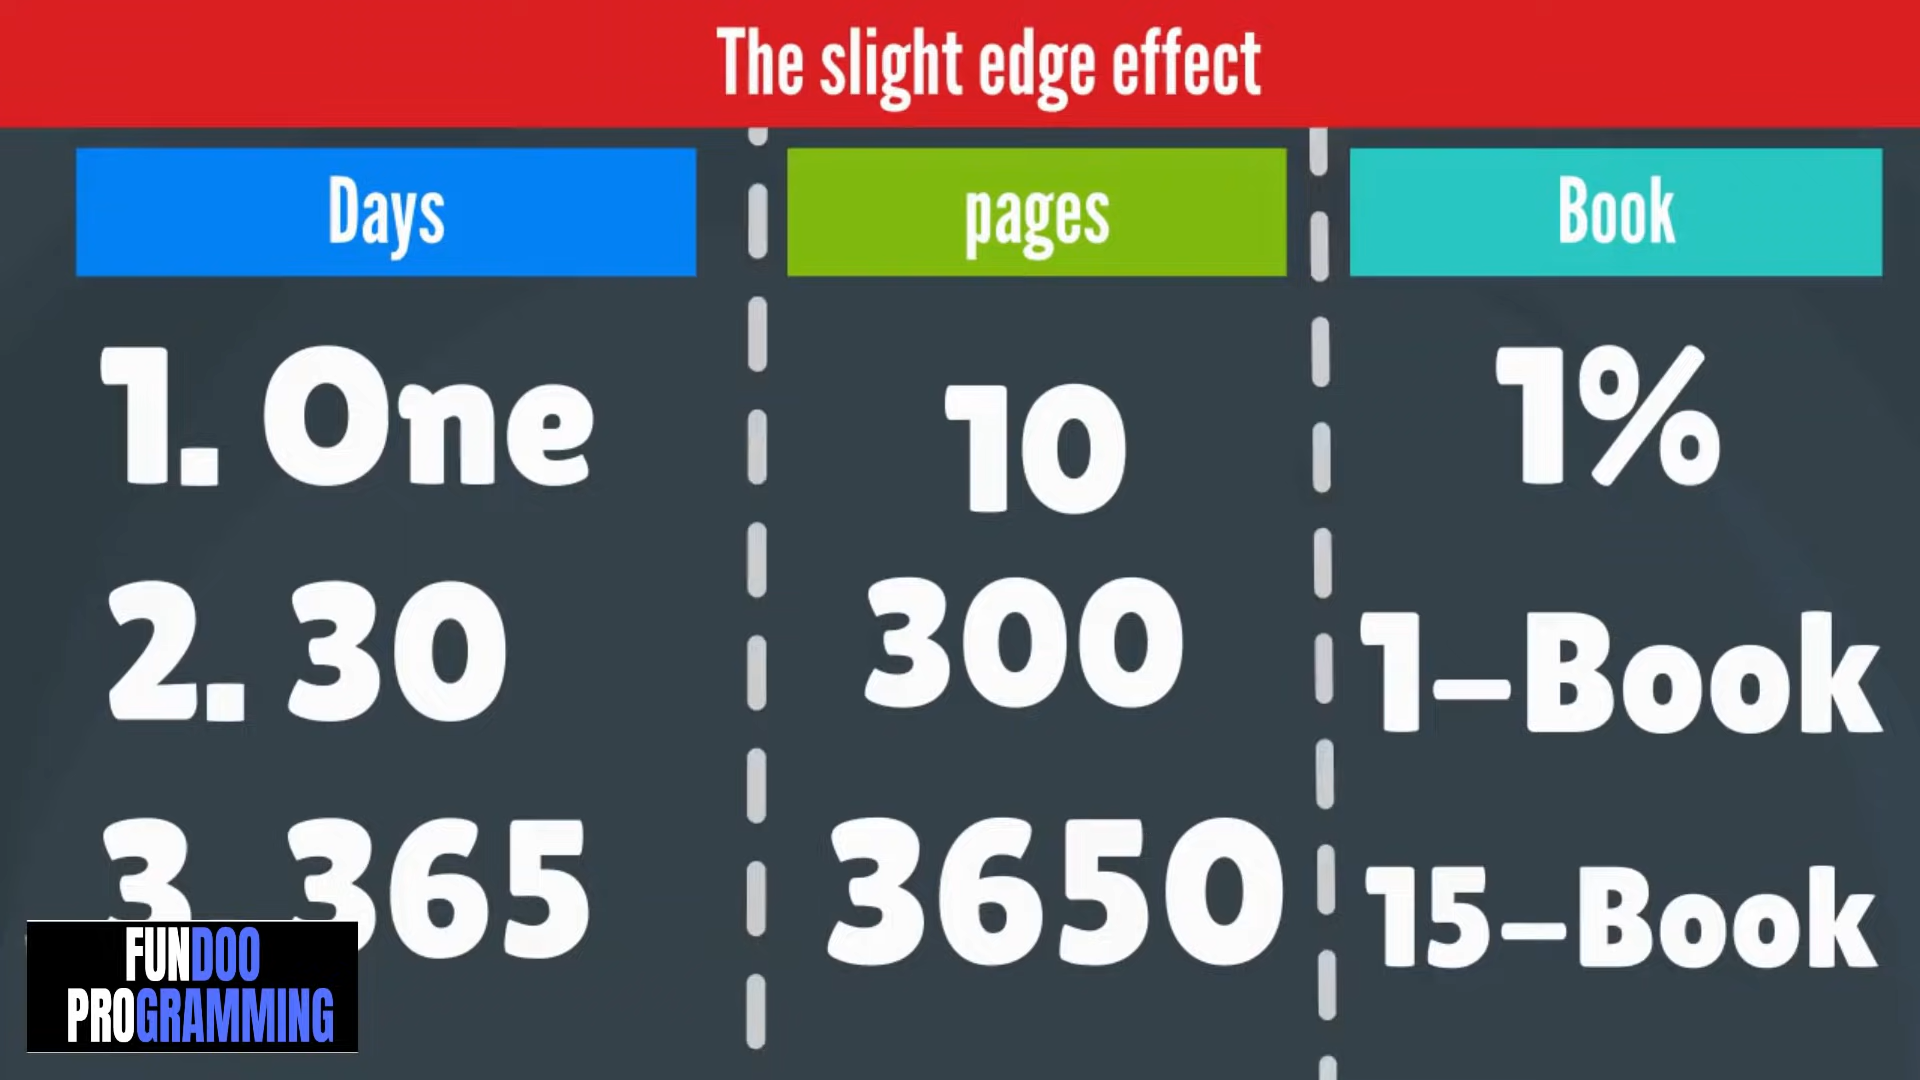 The slight edge effect
Days pages Book
1. One 10 1%
2. 30 300 1–Book
3. 365 3650 15–Book
FUNDOO
PROGRAMMING